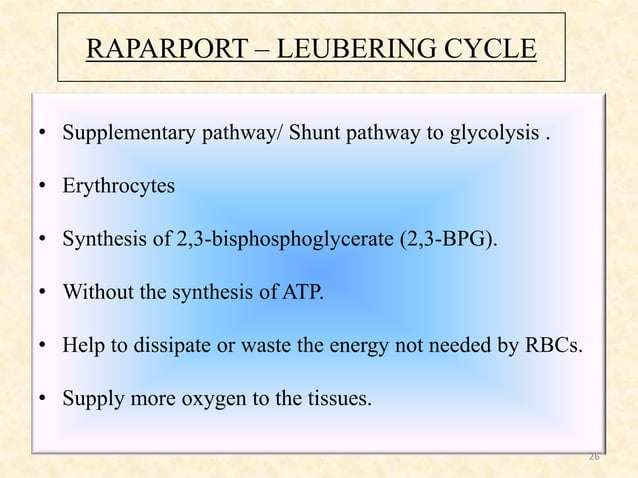 RAPARPORT – LEUBERING CYCLE
• Supplementary pathway/ Shunt pathway to glycolysis .
• Erythrocytes
• Synthesis of 2,3-bisphosphoglycerate (2,3-BPG).
• Without the synthesis of ATP.
• Help to dissipate or waste the energy not needed by RBCs.
• Supply more oxygen to the tissues.
26